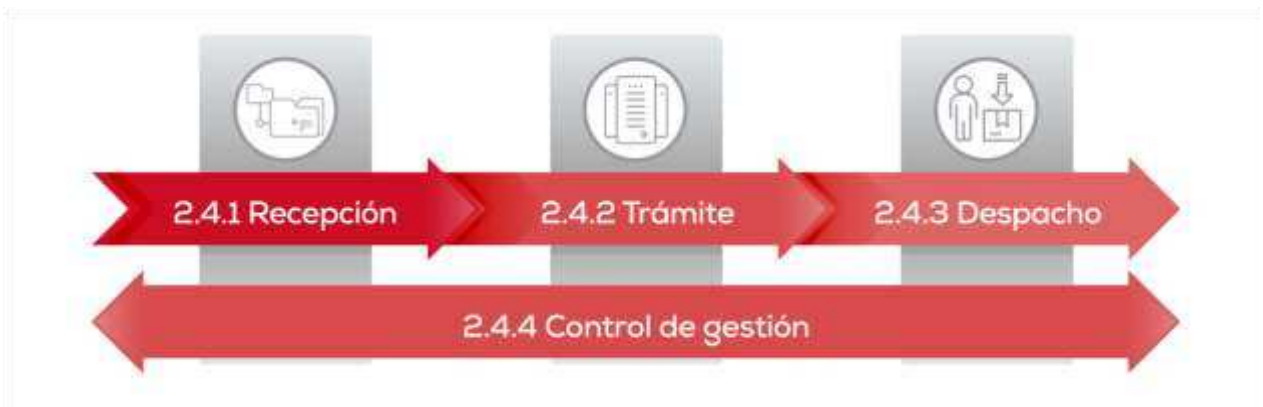 2.4.1 Recepción
2.4.2 Trámite
2.4.3 Despacho
2.4.4 Control de gestión